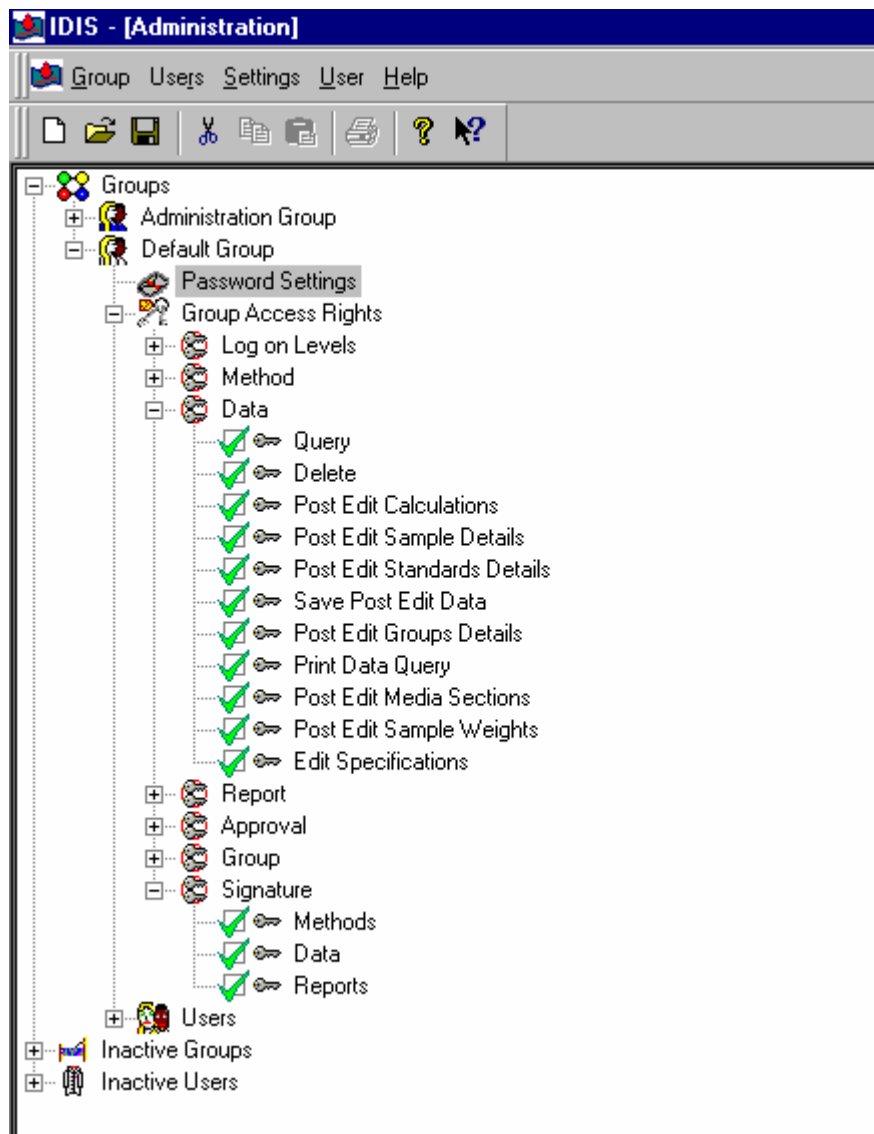 IDIS - [Administration]
Group Users Settings User Help
Groups
Administration Group
Default Group
Password Settings
Group Access Rights
Log on Levels
Method
Data
Query
Delete
Post Edit Calculations
Post Edit Sample Details
Post Edit Standards Details
Save Post Edit Data
Post Edit Groups Details
Print Data Query
Post Edit Media Sections
Post Edit Sample Weights
Edit Specifications
Report
Approval
Group
Signature
Methods
Data
Reports
Users
Inactive Groups
Inactive Users